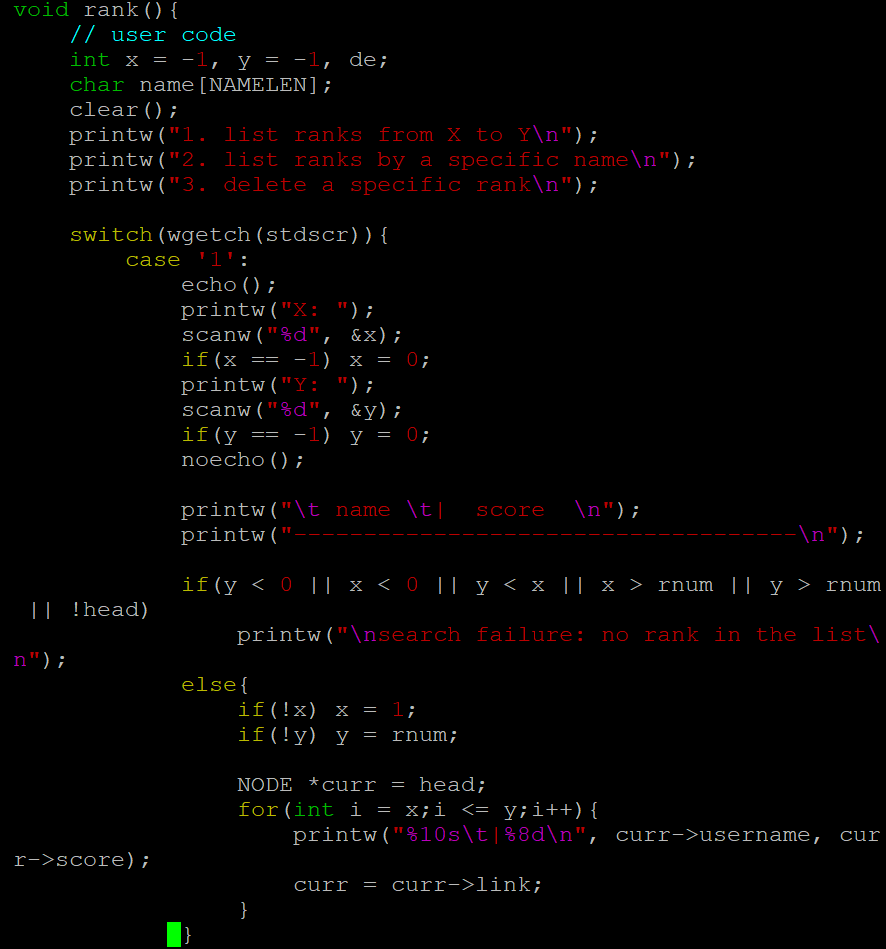 void rank(){
    // user code
    int x = -1, y = -1, de;
    char name[NAMELEN];
    clear();
    printw("1. list ranks from X to Y\n");
    printw("2. list ranks by a specific name\n");
    printw("3. delete a specific rank\n");

    switch(wgetch(stdscr)){
        case '1':
            echo();
            printw("X: ");
            scanw("%d", &x);
            if(x == -1) x = 0;
            printw("Y: ");
            scanw("%d", &y);
            if(y == -1) y = 0;
            noecho();

            printw("\t name \t|  score  \n");
            printw("------------------------------------\n");

            if(y < 0 || x < 0 || y < x || x > rnum || y > rnum
 || !head)
                printw("\nsearch failure: no rank in the list\
n");
            else{
                if(!x) x = 1;
                if(!y) y = rnum;

                NODE *curr = head;
                for(int i = x;i <= y;i++){
                    printw("%10s\t|%8d\n", curr->username, cur
r->score);
                    curr = curr->link;
                }
            }